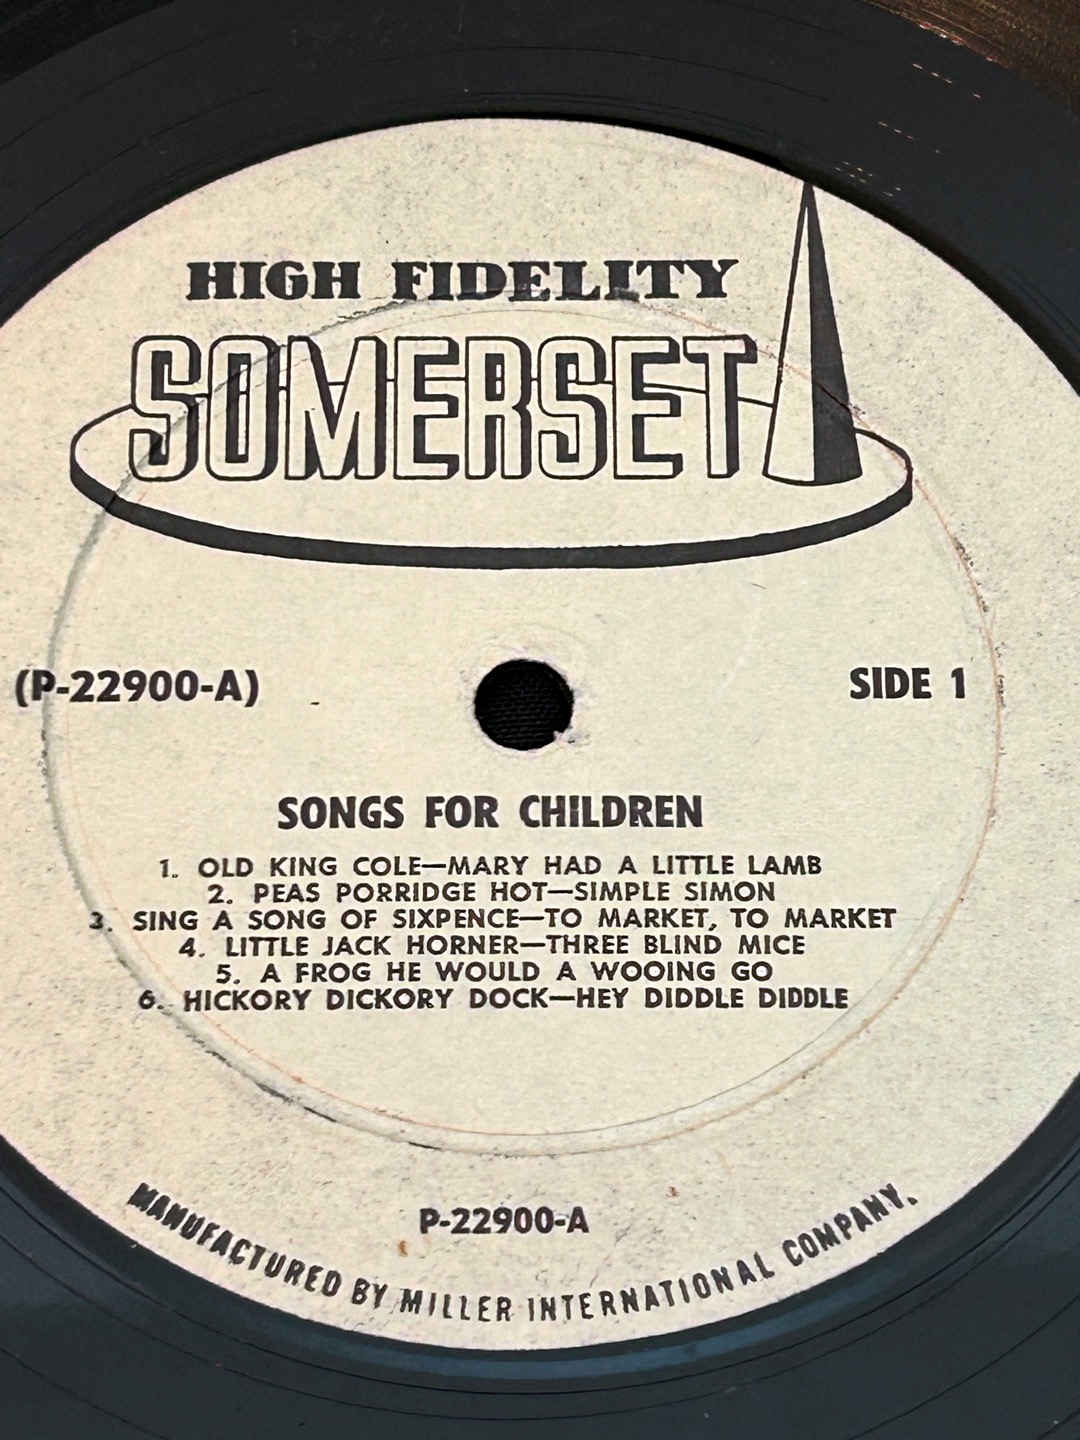 HIGH FIDELITY
SOMERSET
(P-22900-A)
SIDE 1
SONGS FOR CHILDREN
1. OLD KING COLE—MARY HAD A LITTLE LAMB
2. PEAS PORRIDGE HOT—SIMPLE SIMON
3. SING A SONG OF SIXPENCE—TO MARKET, TO MARKET
4. LITTLE JACK HORNER—THREE BLIND MICE
5. A FROG HE WOULD A WOOING GO
6. HICKORY DICKORY DOCK—HEY DIDDLE DIDDLE
P-22900-A
MANUFACTURED BY MILLER INTERNATIONAL COMPANY.